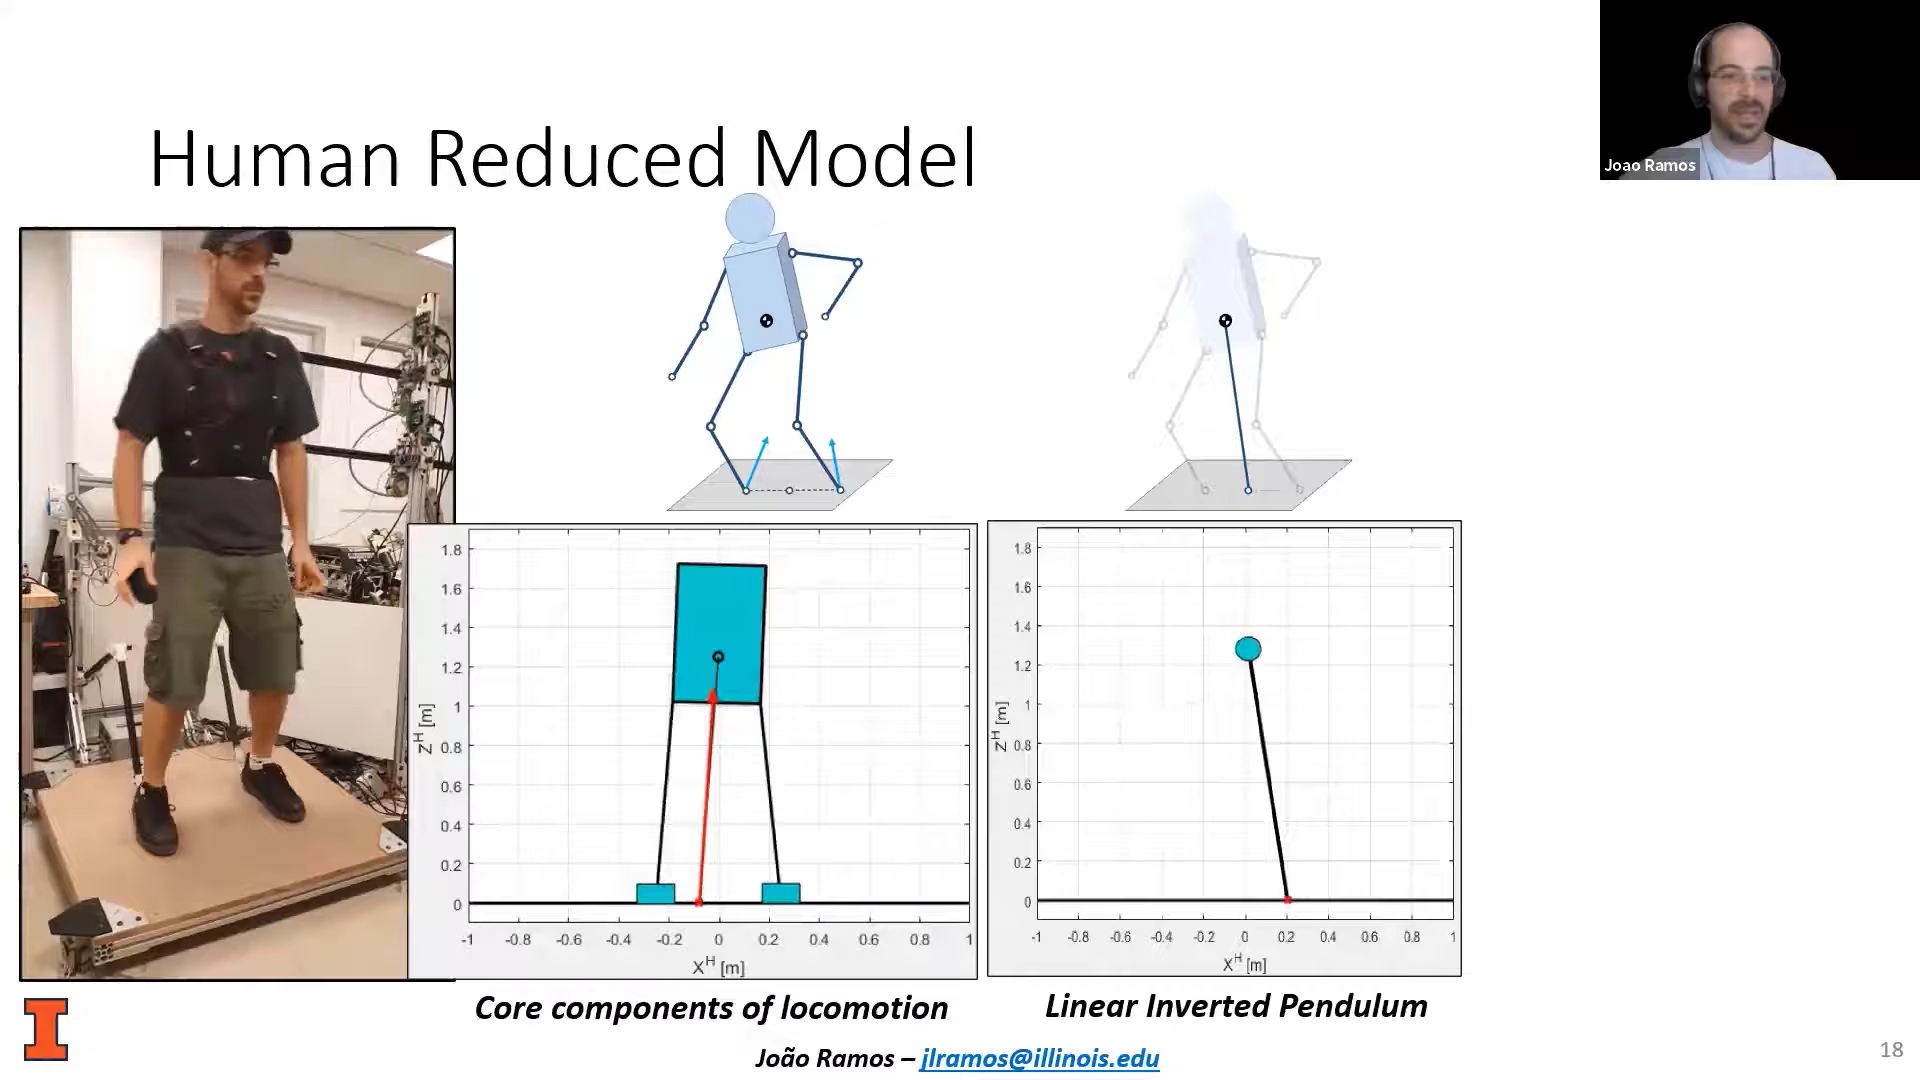 Joao Ramos
Human Reduced Model
1.8
1.6
1.4
1.2
1
0.8
0.6
0.4
0.2
0
Z^H [m]
-1 -0.8 -0.6 -0.4 -0.2 0 0.2 0.4 0.6 0.8 1
X^H [m]
1.8
1.6
1.4
1.2
1
0.8
0.6
0.4
0.2
0
Z^H [m]
-1 -0.8 -0.6 -0.4 -0.2 0 0.2 0.4 0.6 0.8 1
X^H [m]
Core components of locomotion
Linear Inverted Pendulum
I
João Ramos – jlramos@illinois.edu
18